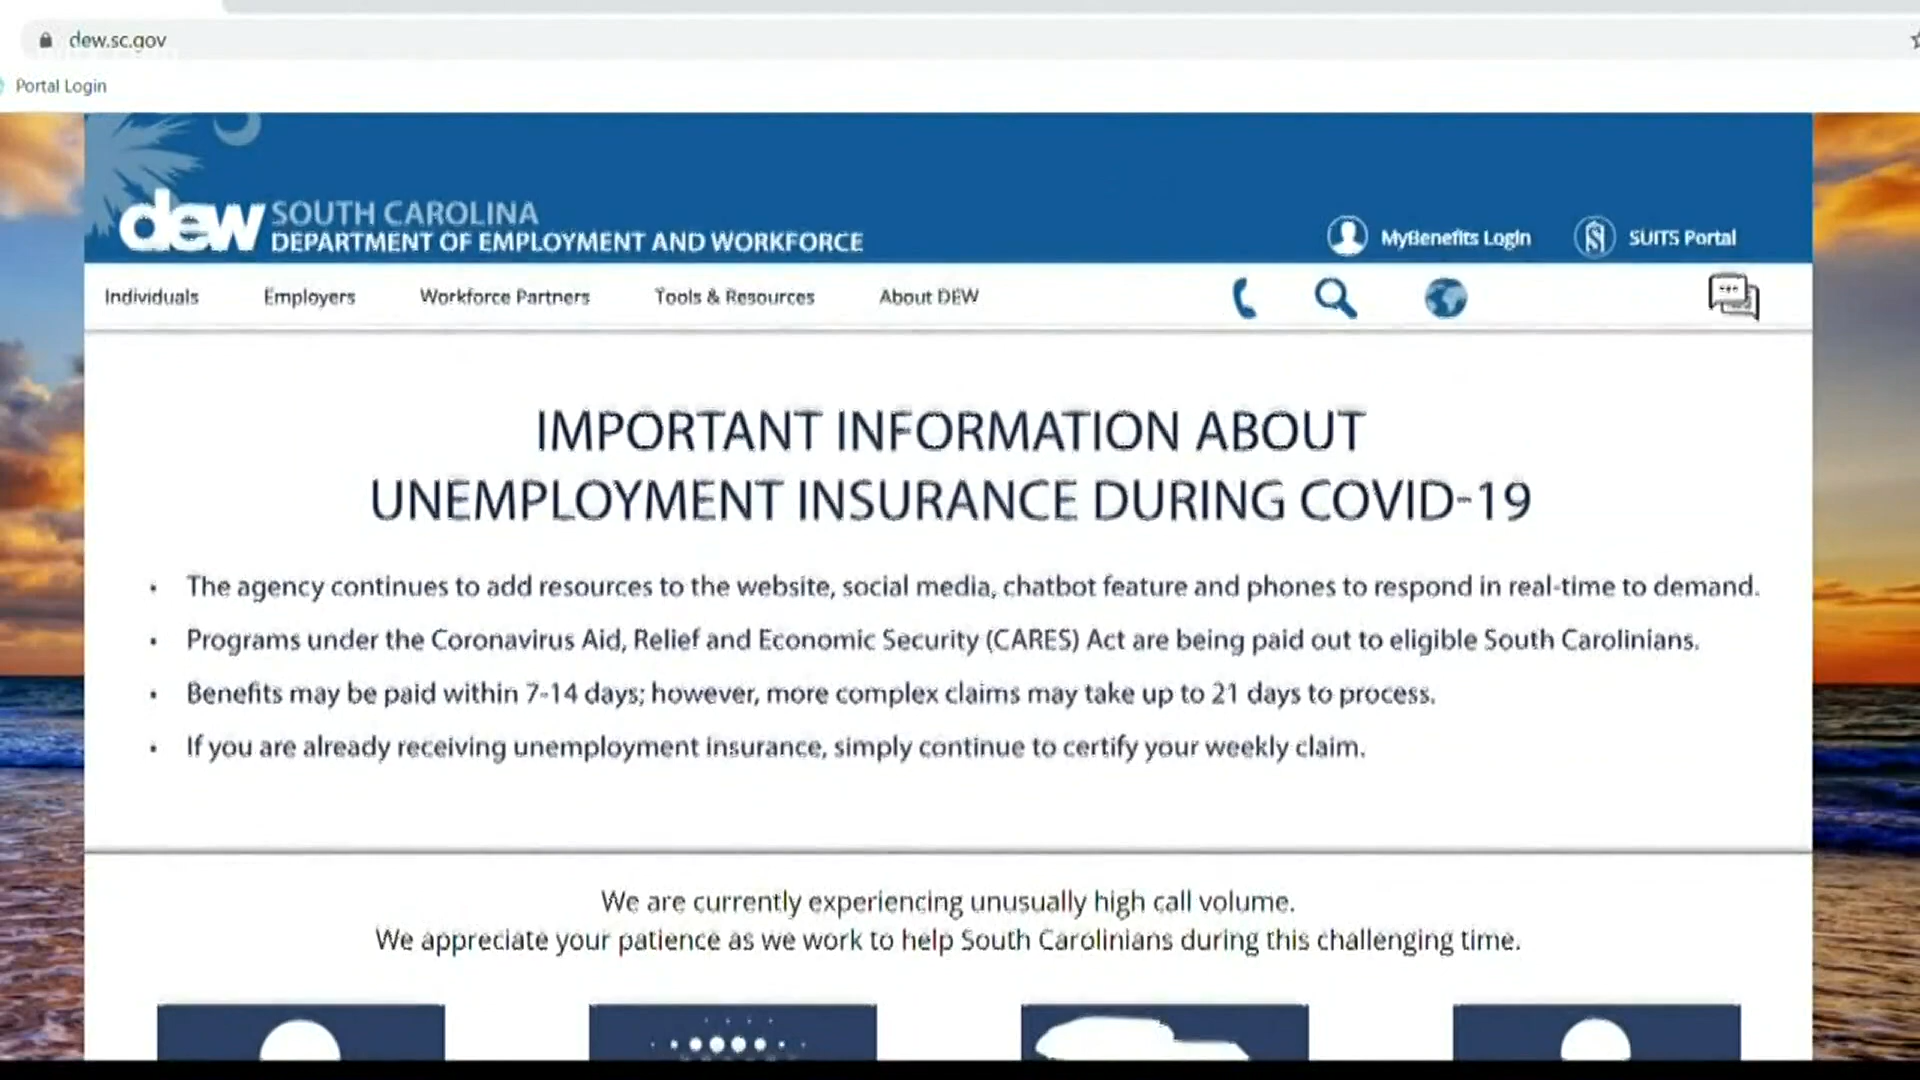 dew.sc.gov
Portal Login
dew SOUTH CAROLINA
DEPARTMENT OF EMPLOYMENT AND WORKFORCE
MyBenefits Login SUITS Portal
Individuals Employers Workforce Partners Tools & Resources About DEW
IMPORTANT INFORMATION ABOUT
UNEMPLOYMENT INSURANCE DURING COVID-19
• The agency continues to add resources to the website, social media, chatbot feature and phones to respond in real-time to demand.
• Programs under the Coronavirus Aid, Relief and Economic Security (CARES) Act are being paid out to eligible South Carolinians.
• Benefits may be paid within 7-14 days; however, more complex claims may take up to 21 days to process.
• If you are already receiving unemployment insurance, simply continue to certify your weekly claim.
We are currently experiencing unusually high call volume.
We appreciate your patience as we work to help South Carolinians during this challenging time.